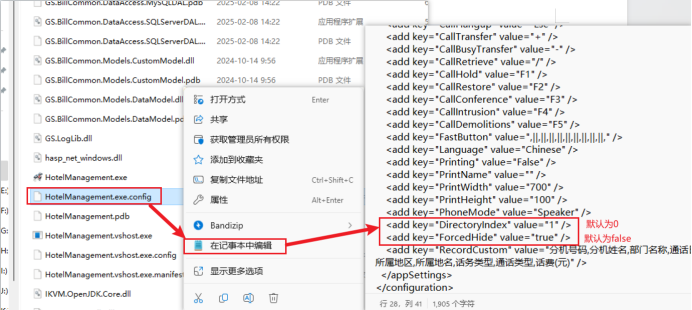 GS.BillCommon.DataAccess.MySQLDAL.p...
2025-02-08 14:22
PDB 文件
GS.BillCommon.DataAccess.SQLServerDAL....
2025-02-08 14:22
应用程序扩展
GS.BillCommon.DataAccess.SQLServerDAL....
2025-02-08 14:22
PDB 文件
GS.BillCommon.Models.CustomModel.dll
2024-10-14 9:56
应用程序扩展
GS.BillCommon.Models.CustomModel.pdb
2024-10-14 9:56
PDB 文件
GS.BillCommon.Models.DataModel.dll
GS.BillCommon.Models.DataModel.pdb
GS.LogLib.dll
hasp_net_windows.dll
HotelManagement.exe
HotelManagement.exe.config
HotelManagement.pdb
HotelManagement.vshost.exe
HotelManagement.vshost.exe.config
HotelManagement.vshost.exe.manifes
IKVM.OpenJDK.Core.dll
E:)
F:)
G:
H:)
I:)
J:)
打开方式 Enter
共享
获取管理员所有权限
添加到收藏夹
复制文件地址 Ctrl+Shift+C
属性 Alt+Enter
Bandizip
在记事本中编辑
显示更多选项
<add key="CallHangup" value="Esc" />
<add key="CallTransfer" value="+" />
<add key="CallBusyTransfer" value="-" />
<add key="CallRetrieve" value="/" />
<add key="CallHold" value="F1" />
<add key="CallRestore" value="F2" />
<add key="CallConference" value="F3" />
<add key="CallIntrusion" value="F4" />
<add key="CallDemolitions" value="F5" />
<add key="FastButton" value=",||,||,||,||,||,||,||,||,||," />
<add key="Language" value="Chinese" />
<add key="Printing" value="False" />
<add key="PrintName" value="" />
<add key="PrintWidth" value="700" />
<add key="PrintHeight" value="100" />
<add key="PhoneMode" value="Speaker" />
<add key="DirectoryIndex" value="1" /> 默认为0
<add key="ForcedHide" value="true" /> 默认为false
<add key="RecordCustom" value="分机号码,分机姓名,部门名称,通话
所属地区,所属地名,话务类型,通话类型,话费(元)" />
</appSettings>
</configuration>
行 28，列 41
1,905 个字符